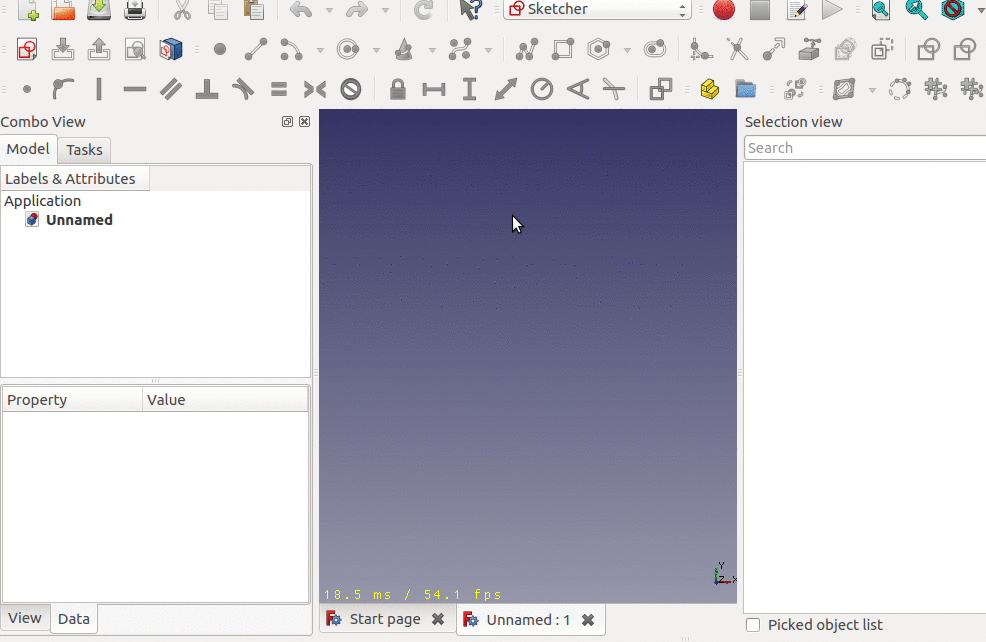 Sketcher
Combo View
Selection view
Model
Tasks
Search
Labels & Attributes
Application
Unnamed
Property
Value
Y
Z X
18.5 ms / 54.1 fps
View
Data
Start page
Unnamed : 1
Picked object list